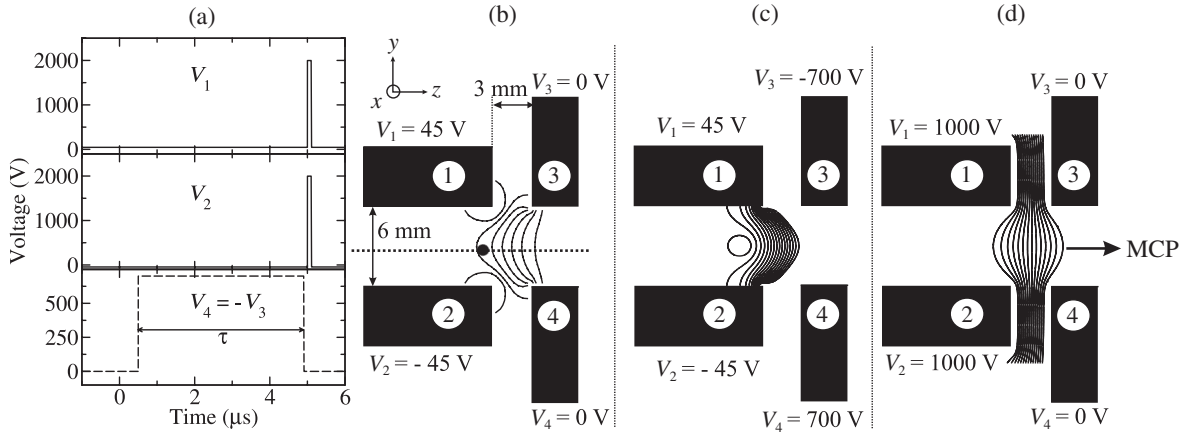 (a)
2000
1000
0
V1
2000
1000
0
V2
500
250
0
V4 = -V3
τ
Voltage (V)
0
2
4
6
Time (μs)
(b)
y
x
z
3 mm
V3 = 0 V
V1 = 45 V
1
3
6 mm
2
4
V2 = - 45 V
V4 = 0 V
(c)
V3 = -700 V
V1 = 45 V
1
3
2
4
V2 = - 45 V
V4 = 700 V
(d)
V3 = 0 V
V1 = 1000 V
1
3
MCP
2
4
V2 = 1000 V
V4 = 0 V